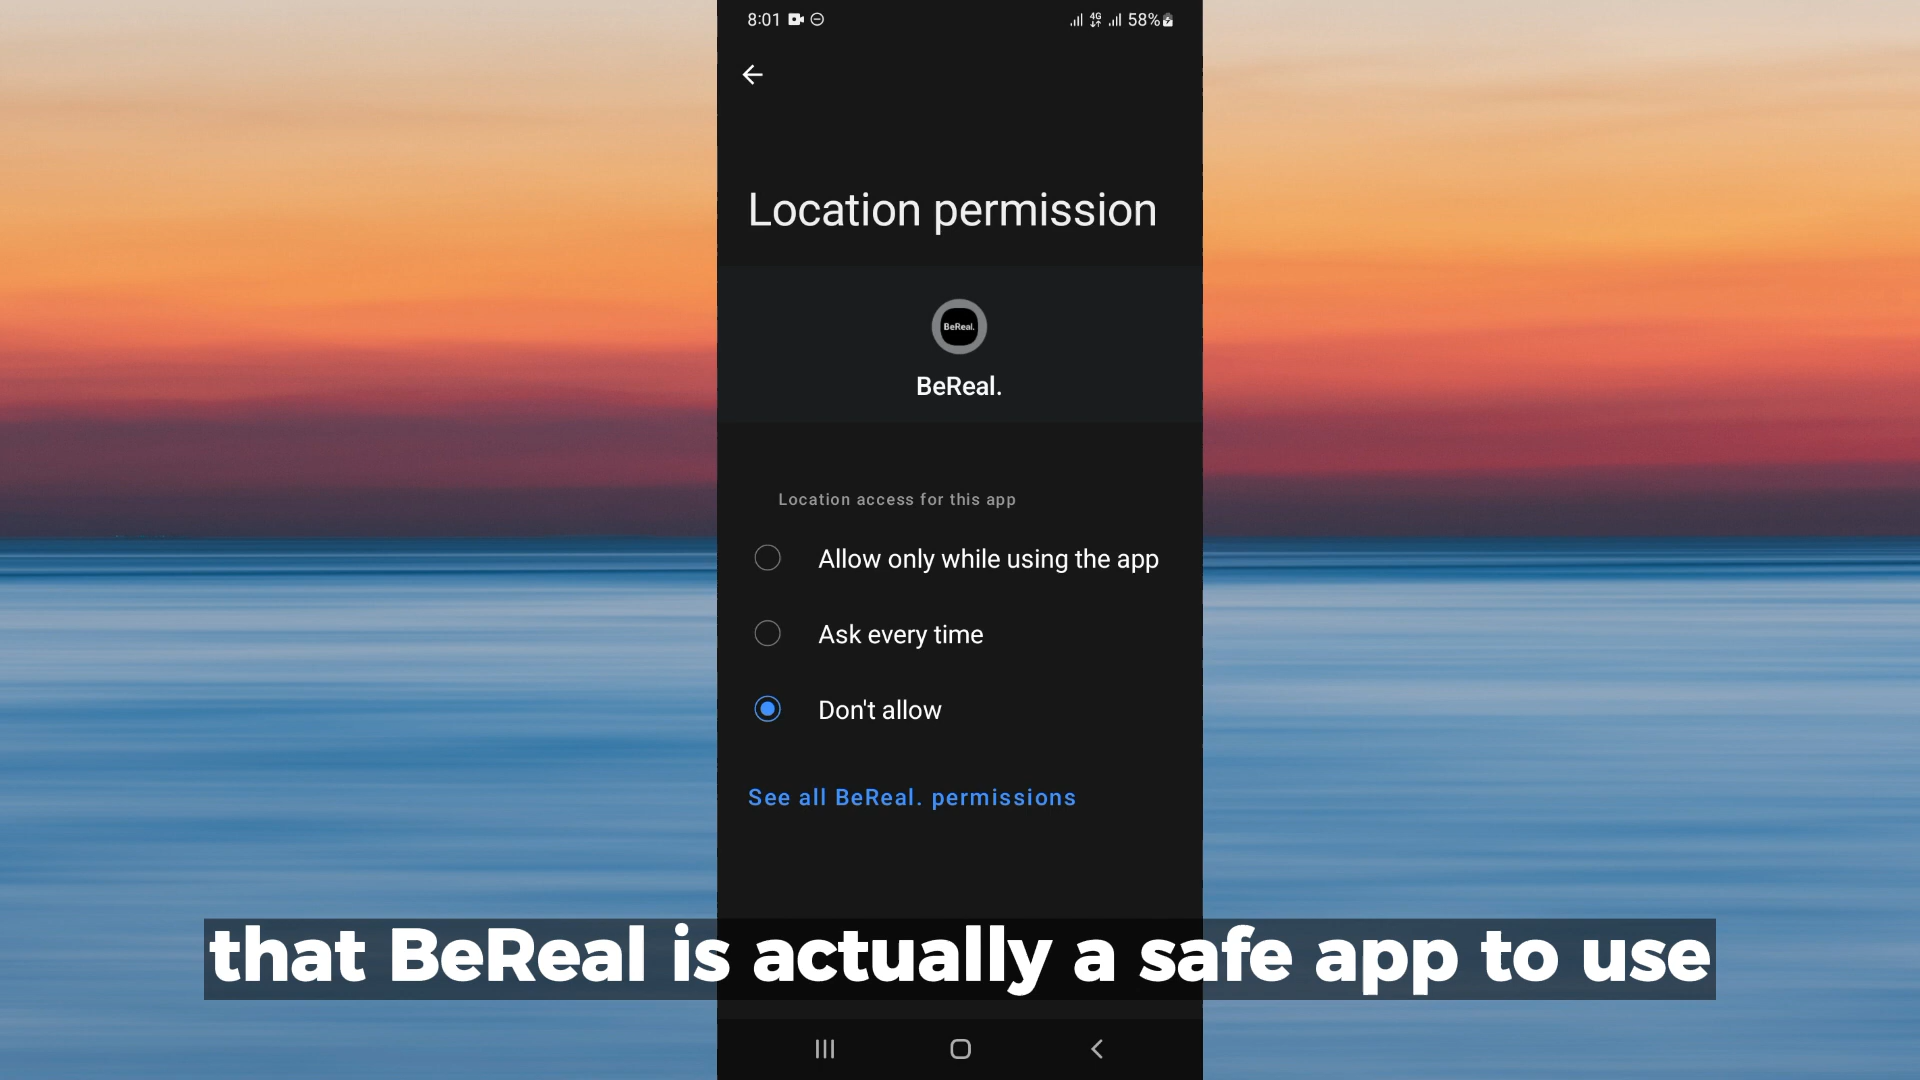 8:01
4G
58%
Location permission
BeReal.
BeReal.
Location access for this app
Allow only while using the app
Ask every time
Don't allow
See all BeReal. permissions
that BeReal is actually a safe app to use